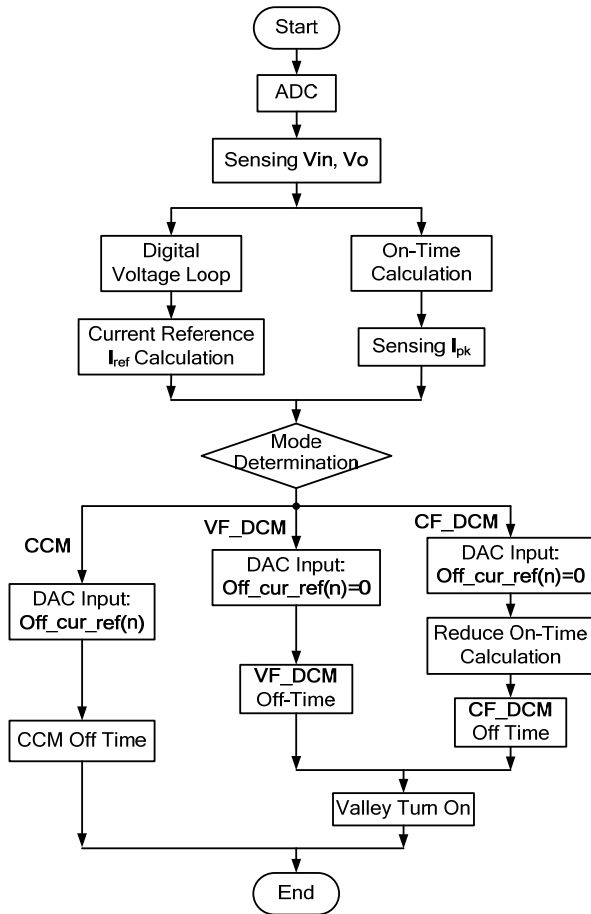 Start
ADC
Sensing Vin, Vo
Digital
Voltage Loop
On-Time
Calculation
Current Reference
Iref Calculation
Sensing Ipk
Mode
Determination
CCM
VF_DCM
CF_DCM
DAC Input:
Off_cur_ref(n)
DAC Input:
Off_cur_ref(n)=0
DAC Input:
Off_cur_ref(n)=0
Reduce On-Time
Calculation
VF_DCM
Off-Time
CF_DCM
Off Time
CCM Off Time
Valley Turn On
End